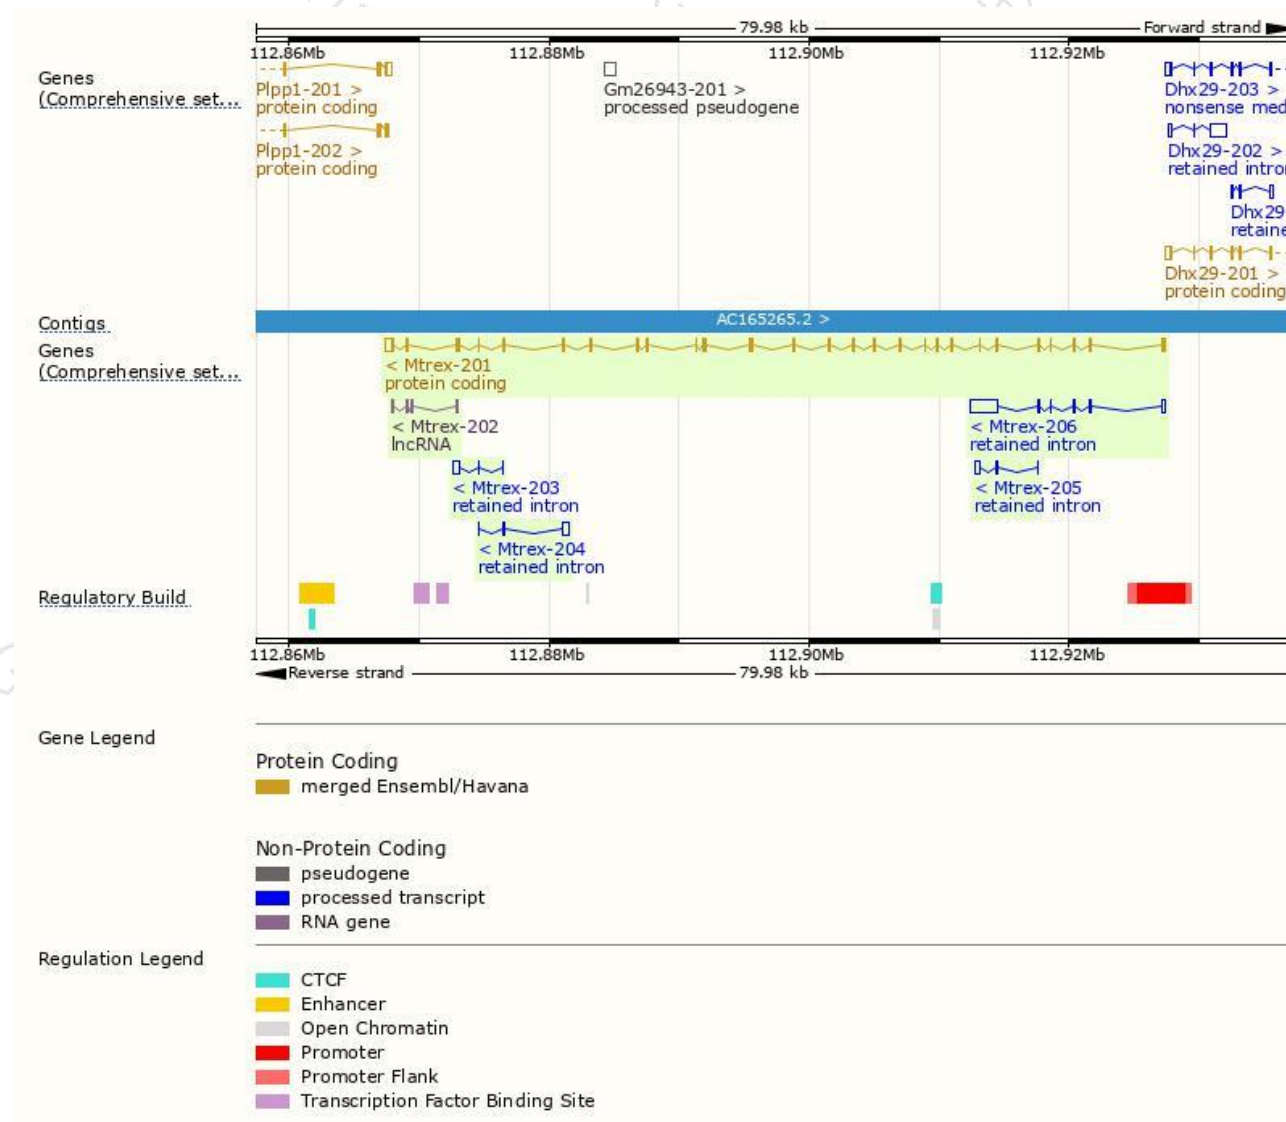 79.98 kb Forward strand
112.86Mb 112.88Mb 112.90Mb 112.92Mb
Genes
(Comprehensive set...
Plpp1-201 >
protein coding
Gm26943-201 >
processed pseudogene
Dhx29-203 >
nonsense med
Plpp1-202 >
protein coding
Dhx29-202 >
retained intro
Dhx29
retaine
Dhx29-201 >
protein coding
Contigs
AC165265.2 >
Genes
(Comprehensive set...
< Mtrex-201
protein coding
< Mtrex-202
lncRNA
< Mtrex-206
retained intron
< Mtrex-203
retained intron
< Mtrex-205
retained intron
< Mtrex-204
retained intron
Regulatory Build
112.86Mb 112.88Mb 112.90Mb 112.92Mb
Reverse strand 79.98 kb
Gene Legend
Protein Coding
merged Ensembl/Havana
Non-Protein Coding
pseudogene
processed transcript
RNA gene
Regulation Legend
CTCF
Enhancer
Open Chromatin
Promoter
Promoter Flank
Transcription Factor Binding Site